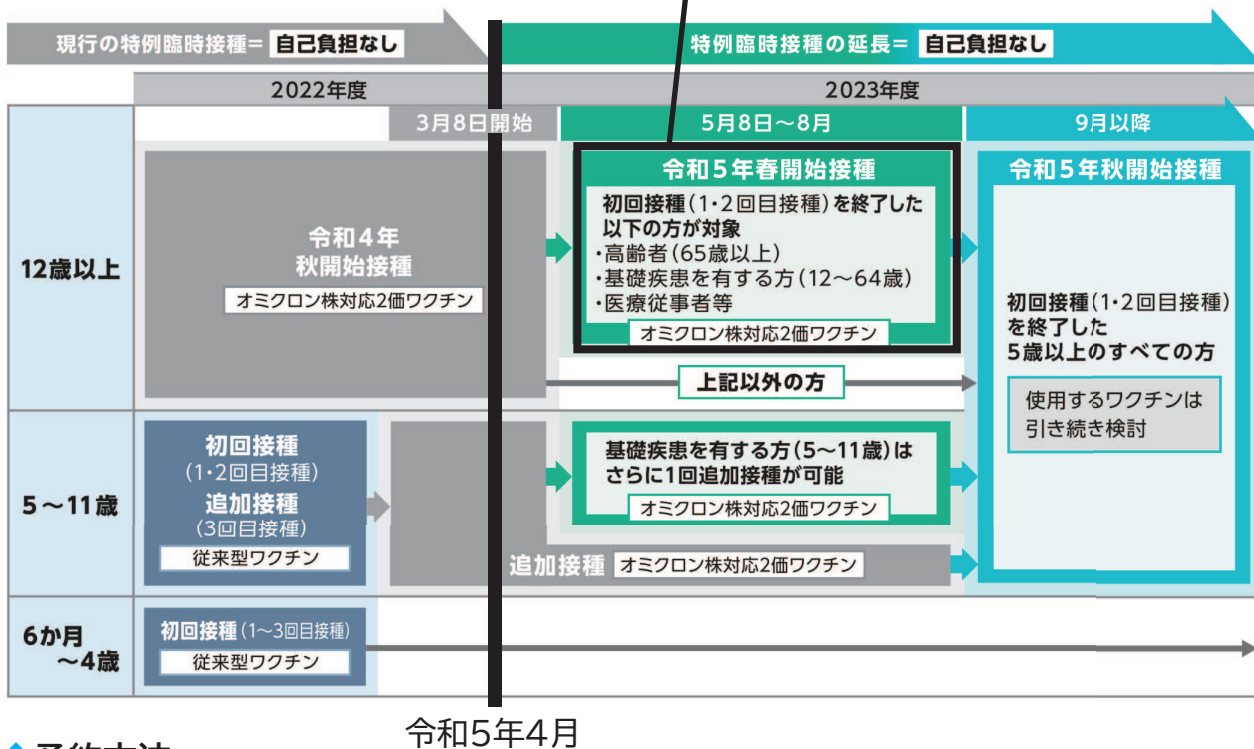 現行の特例臨時接種= 自己負担なし
特例臨時接種の延長= 自己負担なし
2022年度
2023年度
3月8日開始
5月8日～8月
9月以降
12歳以上
令和4年
秋開始接種
オミクロン株対応2価ワクチン
令和5年春開始接種
初回接種(1・2回目接種)を終了した
以下の方が対象
・高齢者(65歳以上)
・基礎疾患を有する方(12～64歳)
・医療従事者等
オミクロン株対応2価ワクチン
上記以外の方
令和5年秋開始接種
初回接種(1・2回目接種)
を終了した
5歳以上のすべての方
使用するワクチンは
引き続き検討
5～11歳
初回接種
(1・2回目接種)
追加接種
(3回目接種)
従来型ワクチン
基礎疾患を有する方(5～11歳)は
さらに1回追加接種が可能
オミクロン株対応2価ワクチン
追加接種 オミクロン株対応2価ワクチン
6か月
～4歳
初回接種(1～3回目接種)
従来型ワクチン
令和5年4月